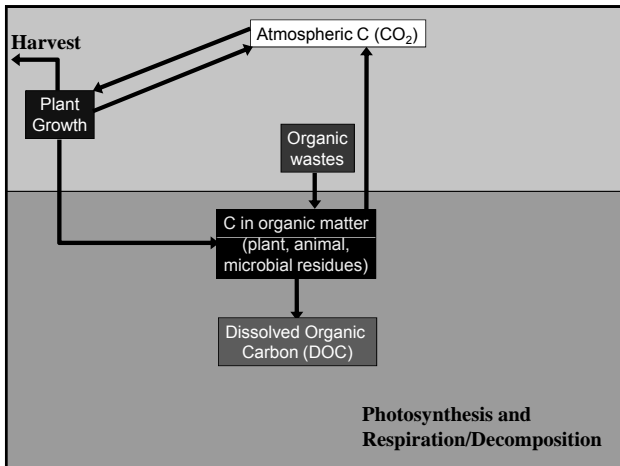 Harvest
Atmospheric C (CO₂)
Plant
Growth
Organic
wastes
C in organic matter
(plant, animal,
microbial residues)
Dissolved Organic
Carbon (DOC)
Photosynthesis and
Respiration/Decomposition